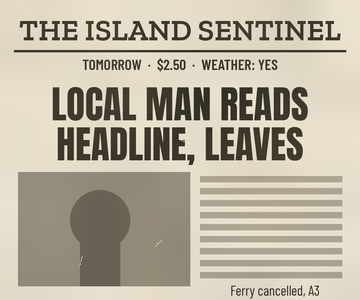 THE ISLAND SENTINEL
TOMORROW · $2.50 · WEATHER: YES
LOCAL MAN READS
HEADLINE, LEAVES
Ferry cancelled, A3